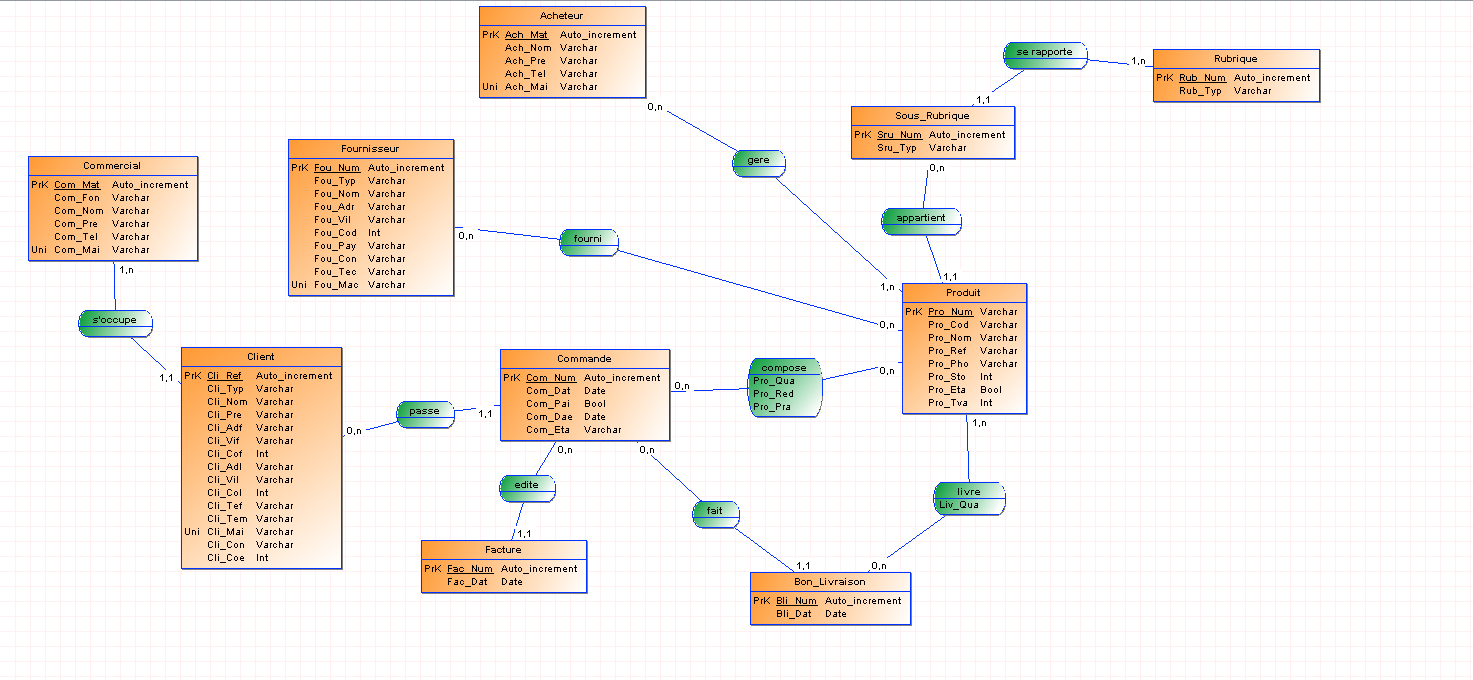 Acheteur
PrK Ach_Mat Auto_increment
Ach_Nom Varchar
Ach_Pre Varchar
Ach_Tel Varchar
Uni Ach_Mai Varchar
0,n
se rapporte
1,n
Rubrique
PrK Rub_Num Auto_increment
Rub_Typ Varchar
1,1
Sous_Rubrique
PrK Sru_Num Auto_increment
Sru_Typ Varchar
0,n
gere
appartient
1,1
1,n
Fournisseur
PrK Fou_Num Auto_increment
Fou_Typ Varchar
Fou_Nom Varchar
Fou_Adr Varchar
Fou_Vil Varchar
Fou_Cod Int
Fou_Pay Varchar
Fou_Con Varchar
Fou_Tec Varchar
Uni Fou_Mac Varchar
0,n
fourni
0,n
Commercial
PrK Com_Mat Auto_increment
Com_Fon Varchar
Com_Nom Varchar
Com_Pre Varchar
Com_Tel Varchar
Uni Com_Mai Varchar
1,n
s'occupe
1,1
Produit
PrK Pro_Num Varchar
Pro_Cod Varchar
Pro_Nom Varchar
Pro_Ref Varchar
Pro_Pho Varchar
Pro_Sto Int
Pro_Eta Bool
Pro_Tva Int
Client
PrK Cli_Ref Auto_increment
Cli_Typ Varchar
Cli_Nom Varchar
Cli_Pre Varchar
Cli_Adf Varchar
Cli_Vif Varchar
Cli_Cof Int
Cli_Adl Varchar
Cli_Vil Varchar
Cli_Col Int
Cli_Tef Varchar
Cli_Tem Varchar
Uni Cli_Mai Varchar
Cli_Con Varchar
Cli_Coe Int
0,n
passe
1,1
Commande
PrK Com_Num Auto_increment
Com_Dat Date
Com_Pai Bool
Com_Dae Date
Com_Eta Varchar
0,n
compose
Pro_Qua
Pro_Red
Pro_Pra
0,n
0,n
edite
1,1
Facture
PrK Fac_Num Auto_increment
Fac_Dat Date
0,n
fait
1,1
1,n
livre
Liv_Qua
0,n
Bon_Livraison
PrK Bli_Num Auto_increment
Bli_Dat Date